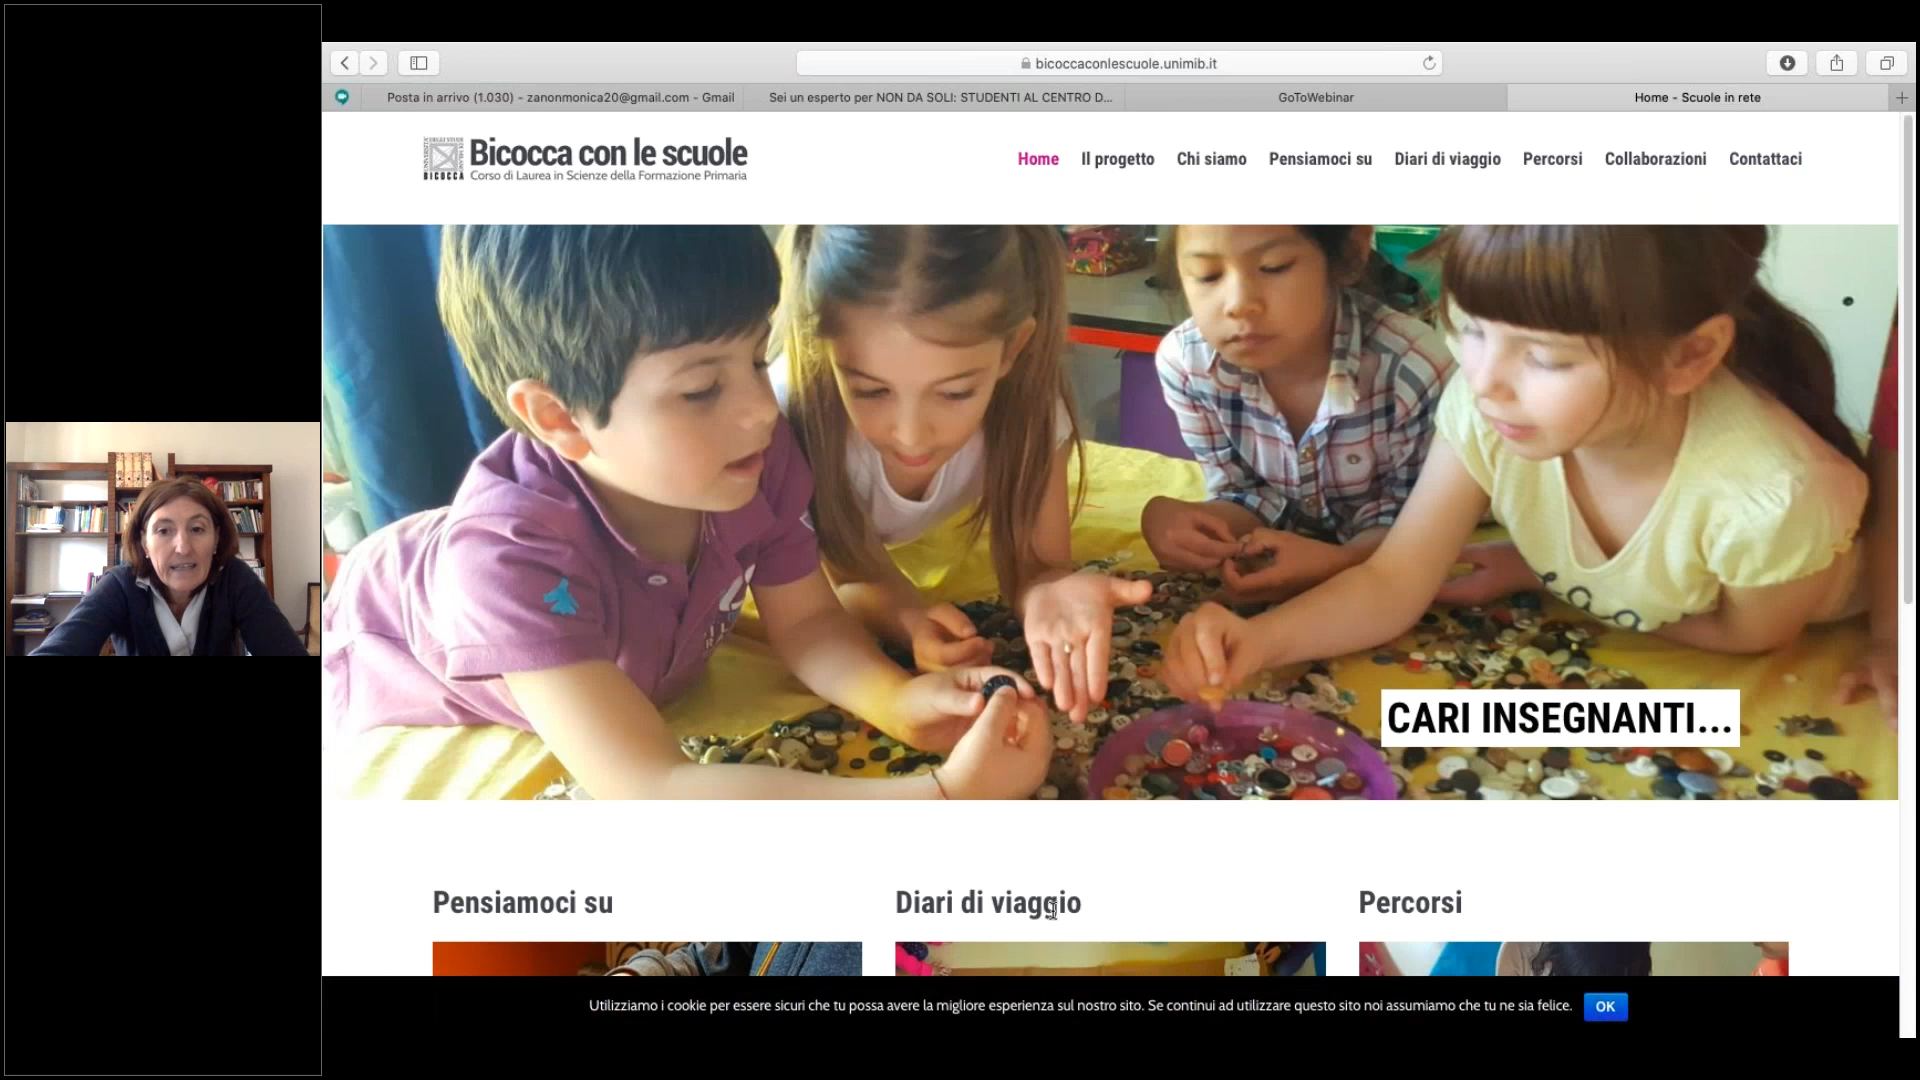 bicoccaconlescuole.unimib.it
Posta in arrivo (1.030) – zanonmonica20@gmail.com – Gmail
Sei un esperto per NON DA SOLI: STUDENTI AL CENTRO D...
GoToWebinar
Home – Scuole in rete
BICOCCA
Bicocca con le scuole
Corso di Laurea in Scienze della Formazione Primaria
Home
Il progetto
Chi siamo
Pensiamoci su
Diari di viaggio
Percorsi
Collaborazioni
Contattaci
CARI INSEGNANTI...
Pensiamoci su
Diari di viaggio
Percorsi
Utilizziamo i cookie per essere sicuri che tu possa avere la migliore esperienza sul nostro sito. Se continui ad utilizzare questo sito noi assumiamo che tu ne sia felice.
OK